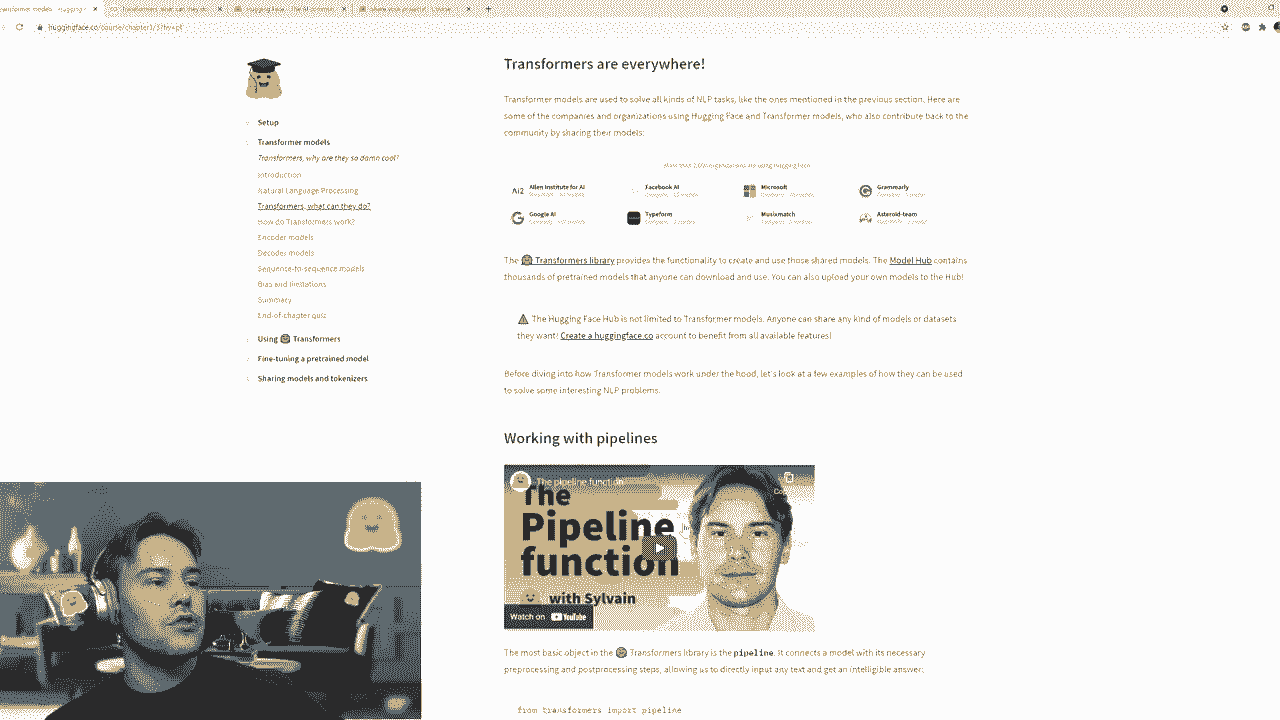 huggingface.co/course/chapter1/3?fw=pt
Setup
Transformer models
Transformers, why are they so damn cool?
Introduction
Natural Language Processing
Transformers, what can they do?
How do Transformers work?
Encoder models
Decoder models
Sequence-to-sequence models
Bias and limitations
Summary
End-of-chapter quiz
Using 🤗 Transformers
Fine-tuning a pretrained model
Sharing models and tokenizers
Transformers are everywhere!
Transformer models are used to solve all kinds of NLP tasks, like the ones mentioned in the previous section. Here are
some of the companies and organizations using Hugging Face and Transformer models, who also contribute back to the
community by sharing their models:
Ai2 Allen Institute for AI
Facebook AI
Microsoft
Grammarly
Google AI
Typeform
Musixmatch
Asteroid-team
The 🤗 Transformers library provides the functionality to create and use those shared models. The Model Hub contains
thousands of pretrained models that anyone can download and use. You can also upload your own models to the Hub!
⚠ The Hugging Face Hub is not limited to Transformer models. Anyone can share any kind of models or datasets
they want! Create a huggingface.co account to benefit from all available features!
Before diving into how Transformer models work under the hood, let's look at a few examples of how they can be used
to solve some interesting NLP problems.
Working with pipelines
The pipeline function
The
Pipeline
function
with Sylvain
Watch on YouTube
The most basic object in the 🤗 Transformers library is the pipeline. It connects a model with its necessary
preprocessing and postprocessing steps, allowing us to directly input any text and get an intelligible answer:
from transformers import pipeline